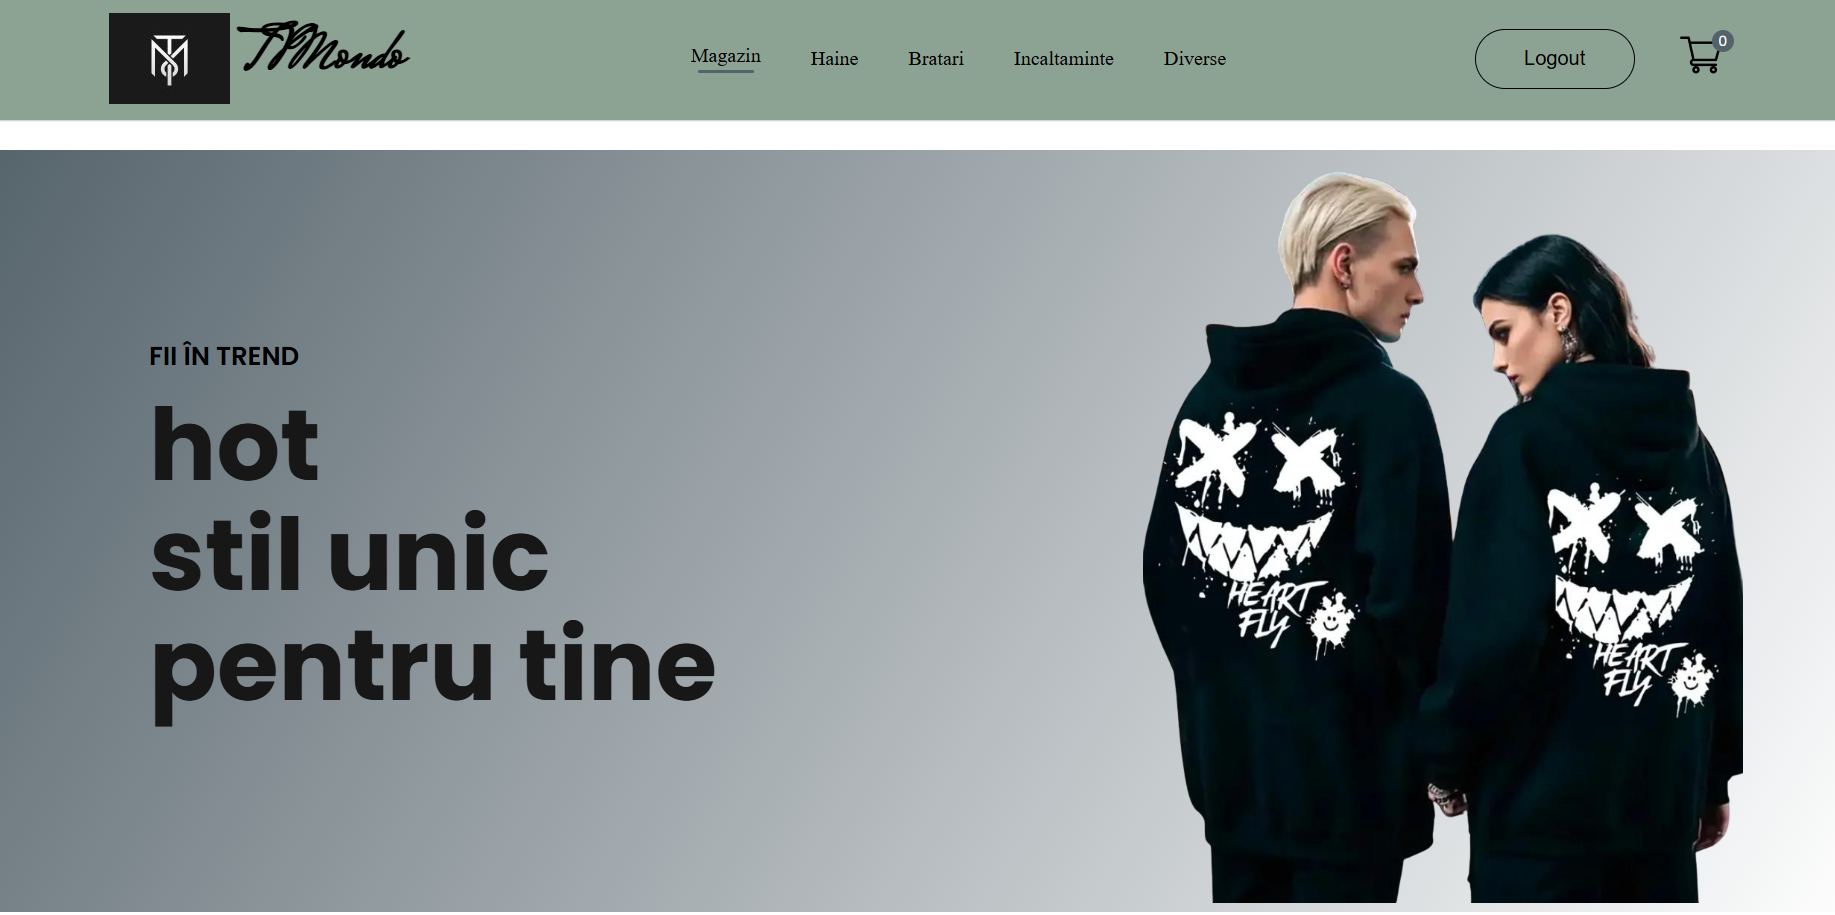 TPMondo
Magazin
Haine
Bratari
Incaltaminte
Diverse
Logout
0
FII ÎN TREND
hot
stil unic
pentru tine
HEART
FLY
HEART
FLY